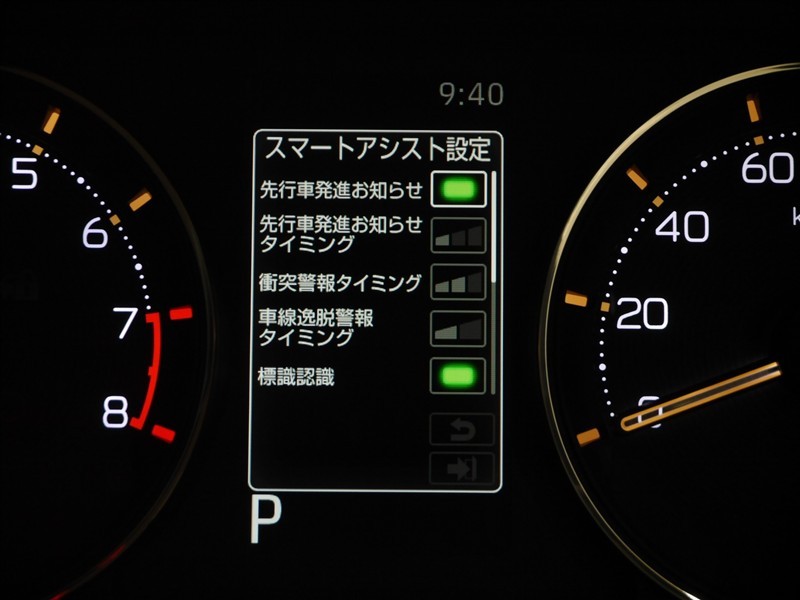 9:40
スマートアシスト設定
先行車発進お知らせ
先行車発進お知らせ
タイミング
衝突警報タイミング
車線逸脱警報
タイミング
標識認識
P
5
6
7
8
60
40
20
0
k